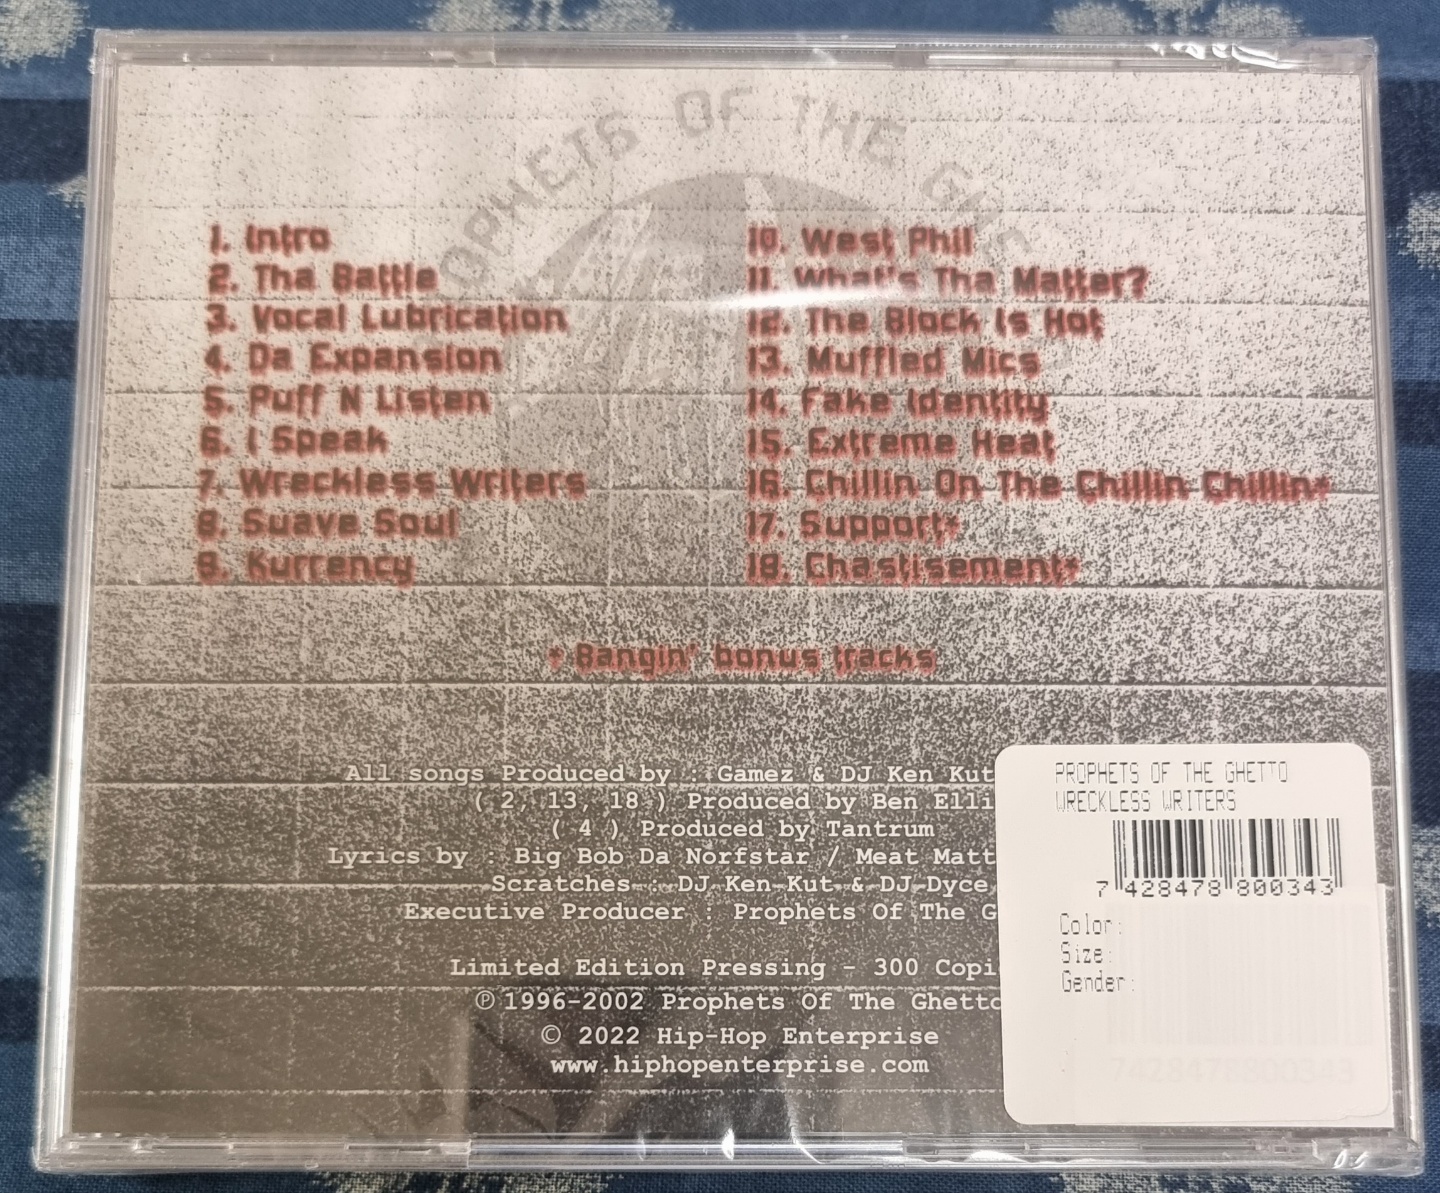 PROPHETS OF THE GHE
1. Intro
2. Tha Battle
3. Vocal Lubrication
4. Da Expansion
5. Puff N Listen
6. I Speak
7. Wreckless Writers
8. Suave Soul
9. Kurrency
10. West Phil
11. What's Tha Matter?
12. The Block Is Hot
13. Muffled Mics
14. Fake Identity
15. Extreme Heat
16. Chillin On The Chillin Chillin*
17. Support*
18. Chastisement*
* Bangin' bonus tracks
All songs Produced by : Gamez & DJ Ken Kut
( 2, 13, 18 ) Produced by Ben Elli
( 4 ) Produced by Tantrum
Lyrics by : Big Bob Da Norfstar / Meat Matt
Scratches : DJ Ken-Kut & DJ Dyce
Executive Producer : Prophets Of The G
Limited Edition Pressing - 300 Copi
℗ 1996-2002 Prophets Of The Ghetto
© 2022 Hip-Hop Enterprise
www.hiphopenterprise.com
PROPHETS OF THE GHETTO
WRECKLESS WRITERS
7 428478 800343
Color:
Size:
Gender:
7428478800343